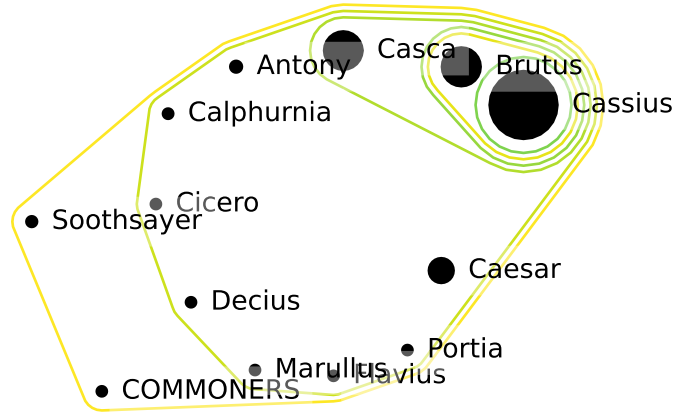 Casca
Antony
Brutus
Cassius
Calphurnia
Cicero
Soothsayer
Caesar
Decius
Portia
Marullus
Flavius
COMMONERS